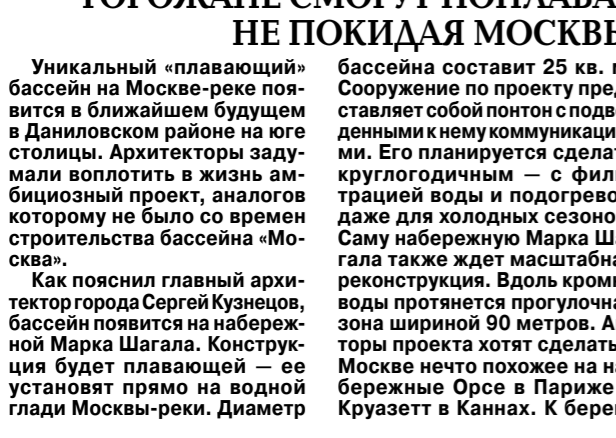 НЕ ПОКИДАЯ МОСКВЫ
Уникальный «плавающий»
бассейн на Москве-реке поя-
вится в ближайшем будущем
в Даниловском районе на юге
столицы. Архитекторы заду-
мали воплотить в жизнь ам-
бициозный проект, аналогов
которому не было со времен
строительства бассейна «Мо-
сква».
Как пояснил главный архи-
тектор города Сергей Кузнецов,
бассейн появится на набереж-
ной Марка Шагала. Конструк-
ция будет плавающей — ее
установят прямо на водной
глади Москвы-реки. Диаметр
бассейна составит 25 кв.
Сооружение по проекту пред
ставляет собой понтон с подве
денными к нему коммуникаци
ми. Его планируется сделат
круглогодичным — с фил
трацией воды и подогрево
даже для холодных сезоно
Саму набережную Марка Ша
гала также ждет масштабна
реконструкция. Вдоль кромк
воды протянется прогулочна
зона шириной 90 метров. А
торы проекта хотят сделать
Москве нечто похожее на на
бережные Орсе в Париже
Круазетт в Каннах. К берег